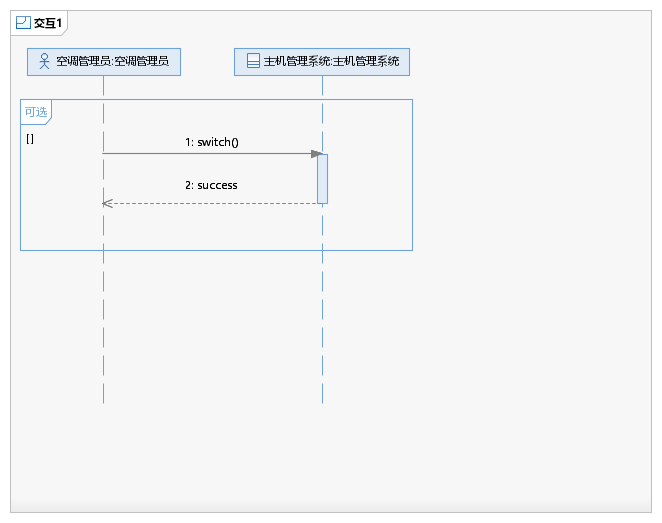 交互1
空调管理员:空调管理员
主机管理系统:主机管理系统
可选
[]
1: switch()
2: success